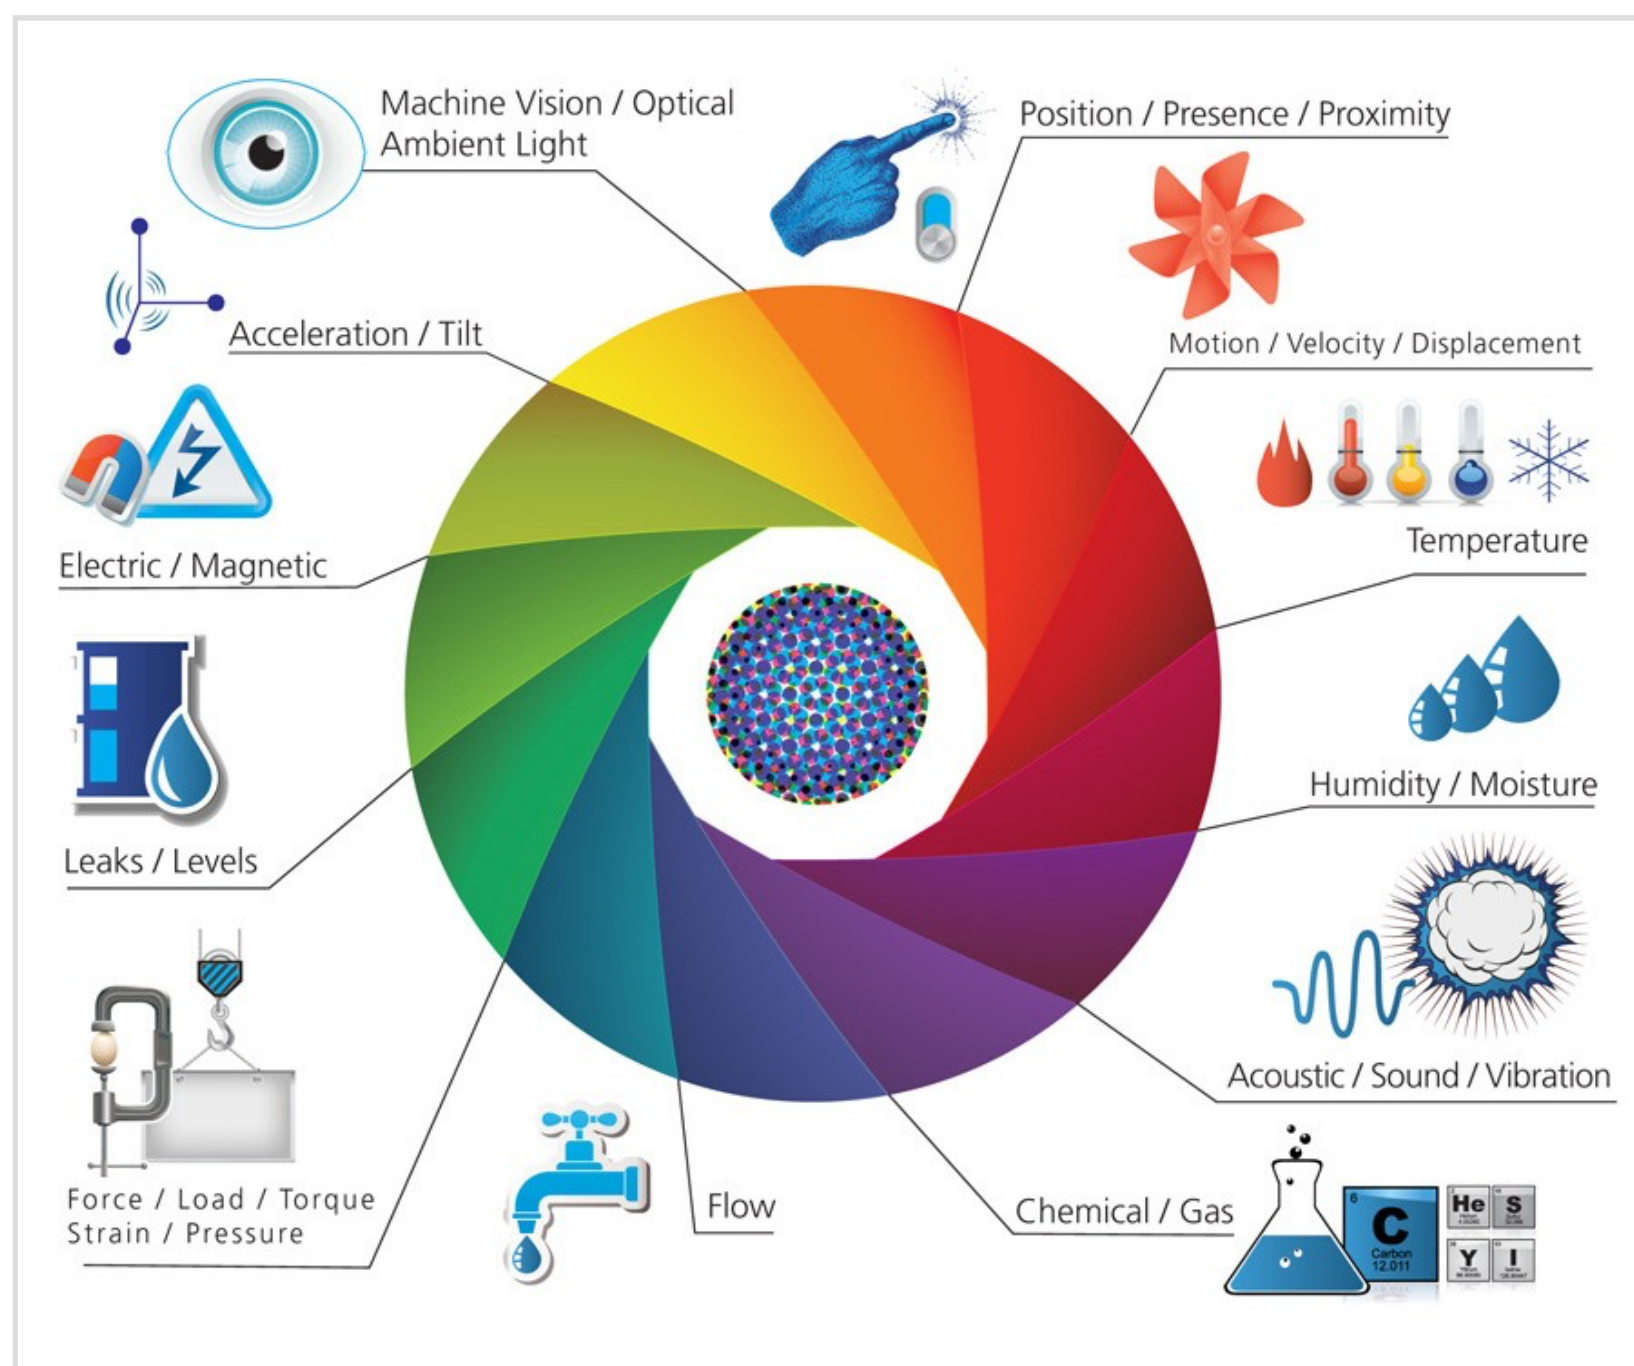 Machine Vision / Optical
Ambient Light
Position / Presence / Proximity
Acceleration / Tilt
Motion / Velocity / Displacement
Electric / Magnetic
Temperature
Leaks / Levels
Humidity / Moisture
Force / Load / Torque
Strain / Pressure
Acoustic / Sound / Vibration
Flow
Chemical / Gas
6
C
Carbon
12.011
He
S
Y
I